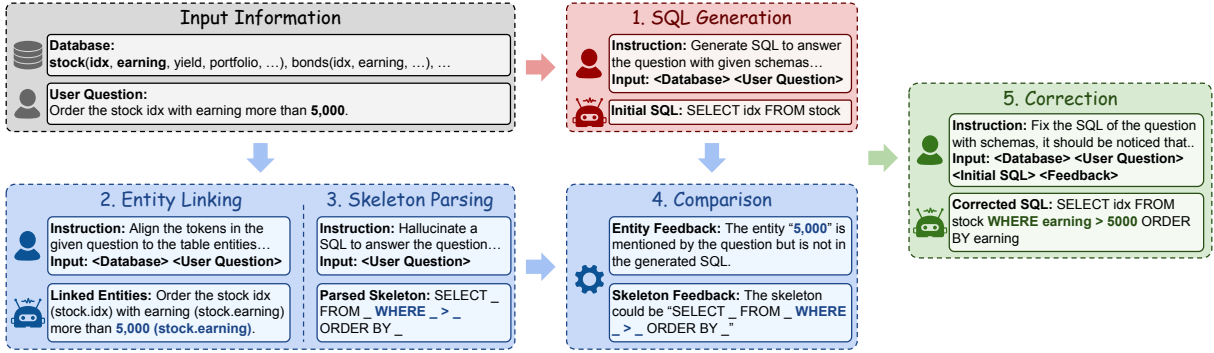 Input Information
Database:
stock(idx, earning, yield, portfolio, …), bonds(idx, earning, …), …
User Question:
Order the stock idx with earning more than 5,000.
1. SQL Generation
Instruction: Generate SQL to answer
the question with given schemas…
Input: <Database> <User Question>
Initial SQL: SELECT idx FROM stock
2. Entity Linking
Instruction: Align the tokens in the
given question to the table entities…
Input: <Database> <User Question>
Linked Entities: Order the stock idx
(stock.idx) with earning (stock.earning)
more than 5,000 (stock.earning).
3. Skeleton Parsing
Instruction: Hallucinate a
SQL to answer the question…
Input: <User Question>
Parsed Skeleton: SELECT _
FROM _ WHERE _ > _
ORDER BY _
4. Comparison
Entity Feedback: The entity “5,000” is
mentioned by the question but is not in
the generated SQL.
Skeleton Feedback: The skeleton
could be “SELECT _ FROM _ WHERE
_ > _ ORDER BY _”
5. Correction
Instruction: Fix the SQL of the question
with schemas, it should be noticed that..
Input: <Database> <User Question>
<Initial SQL> <Feedback>
Corrected SQL: SELECT idx FROM
stock WHERE earning > 5000 ORDER
BY earning